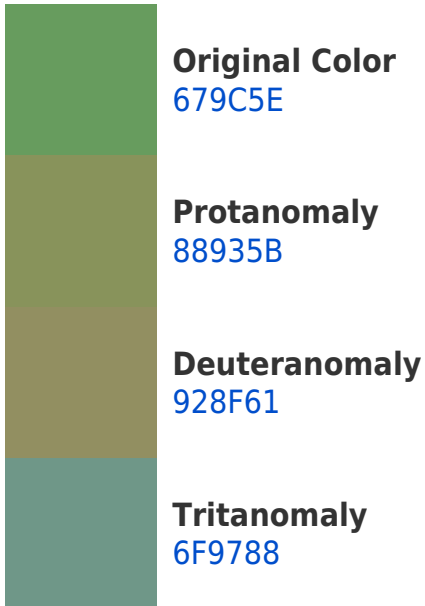 Original Color
679C5E
Protanomaly
88935B
Deuteranomaly
928F61
Tritanomaly
6F9788